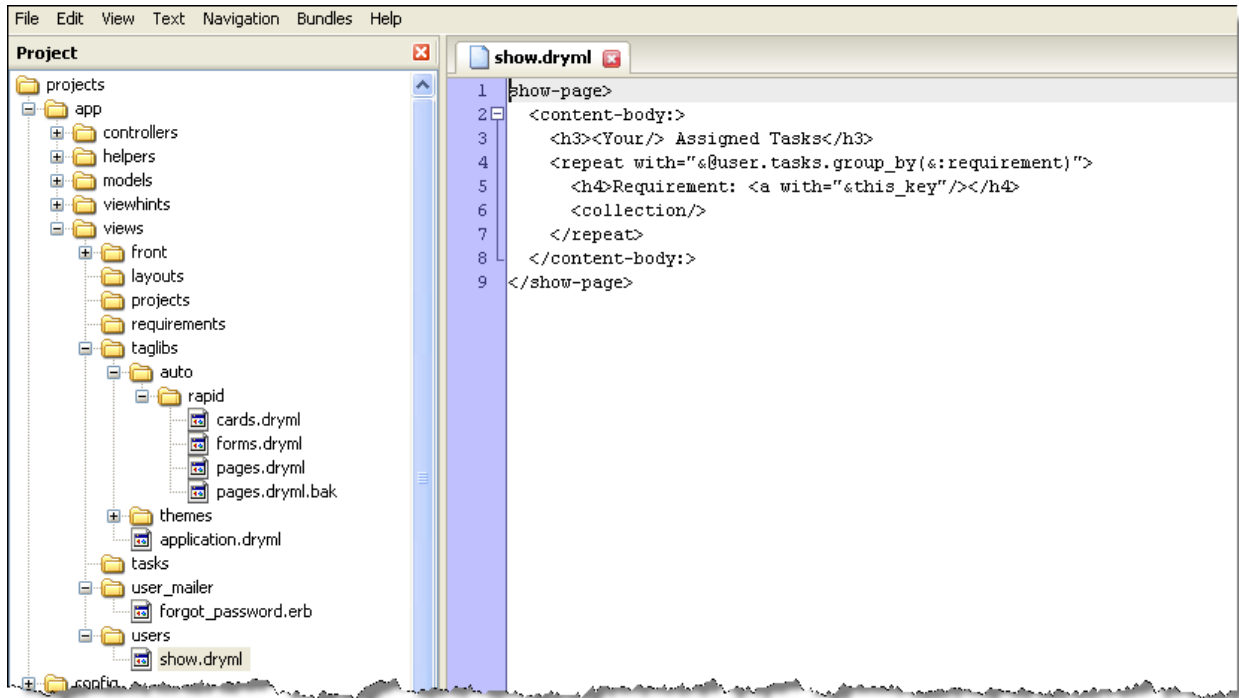 File Edit View Text Navigation Bundles Help
Project
projects
app
controllers
helpers
models
viewhints
views
front
layouts
projects
requirements
taglibs
auto
rapid
cards.dryml
forms.dryml
pages.dryml
pages.dryml.bak
themes
application.dryml
tasks
user_mailer
forgot_password.erb
users
show.dryml
config
show.dryml
1 show-page>
2 <content-body:>
3 <h3><Your/> Assigned Tasks</h3>
4 <repeat with="&@user.tasks.group_by(&:requirement)">
5 <h4>Requirement: <a with="&this_key"/></h4>
6 <collection/>
7 </repeat>
8 </content-body:>
9 </show-page>